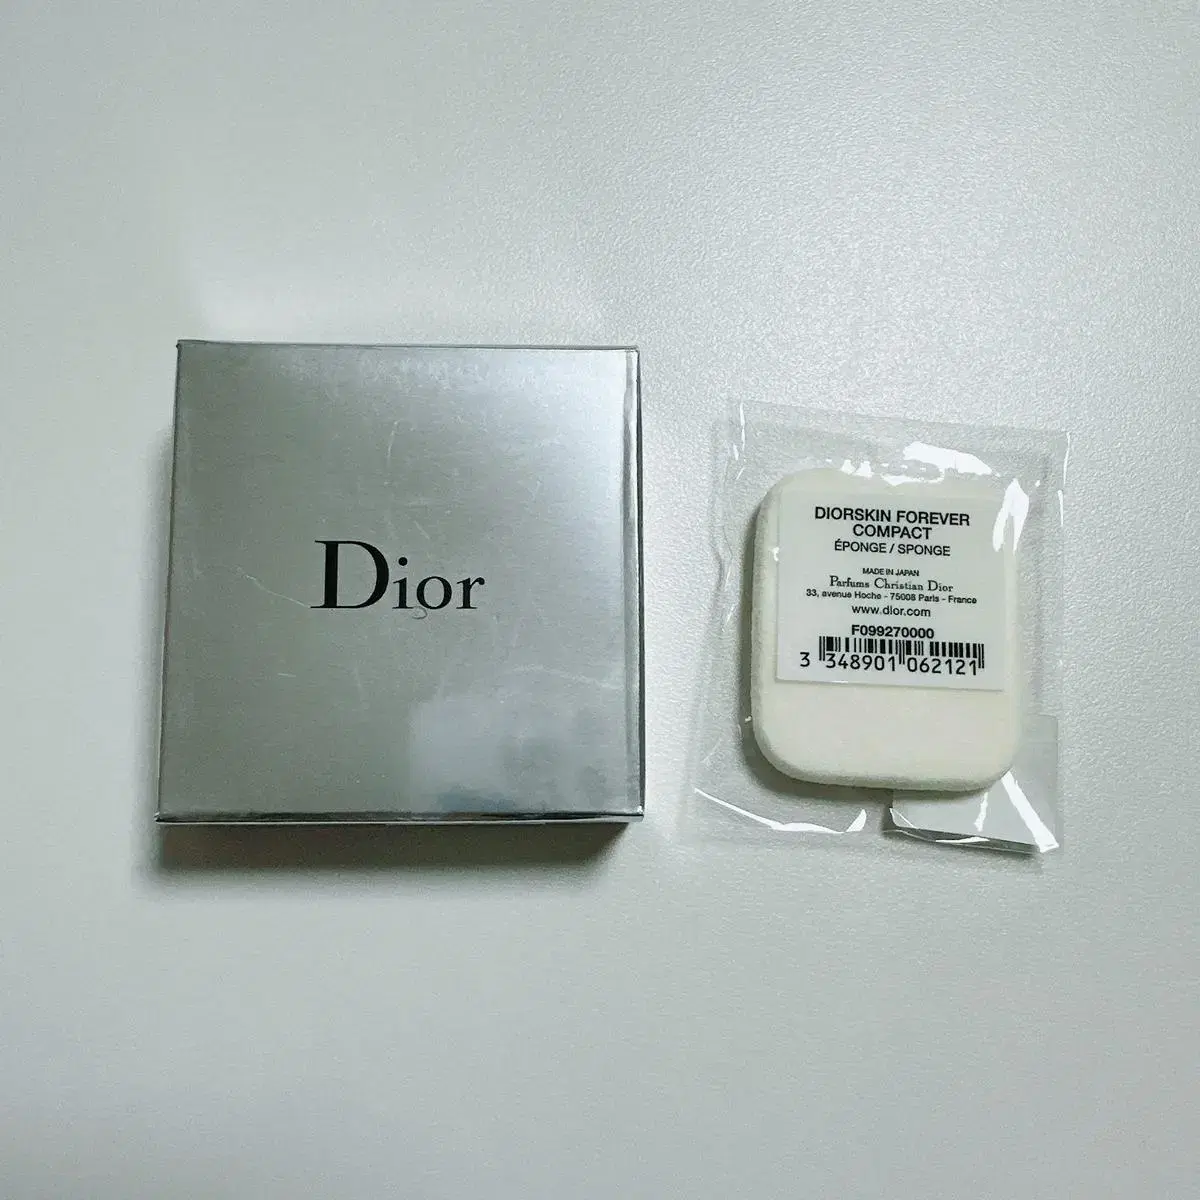 Dior
DIORSKIN FOREVER
COMPACT
ÉPONGE / SPONGE
MADE IN JAPAN
Parfums Christian Dior
33, avenue Hoche - 75008 Paris - France
www.dior.com
F099270000
3 348901 062121